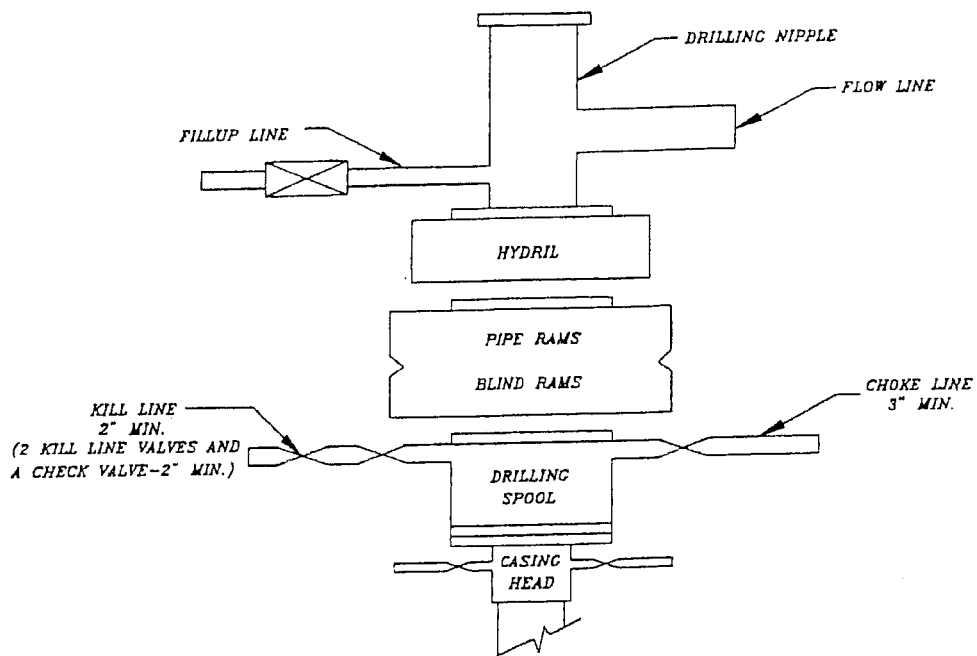 DRILLING NIPPLE
FLOW LINE
FILLUP LINE
HYDRIL
PIPE RAMS
BLIND RAMS
CHOKE LINE
3" MIN.
KILL LINE
2" MIN.
(2 KILL LINE VALVES AND
A CHECK VALVE-2" MIN.)
DRILLING
SPOOL
CASING
HEAD